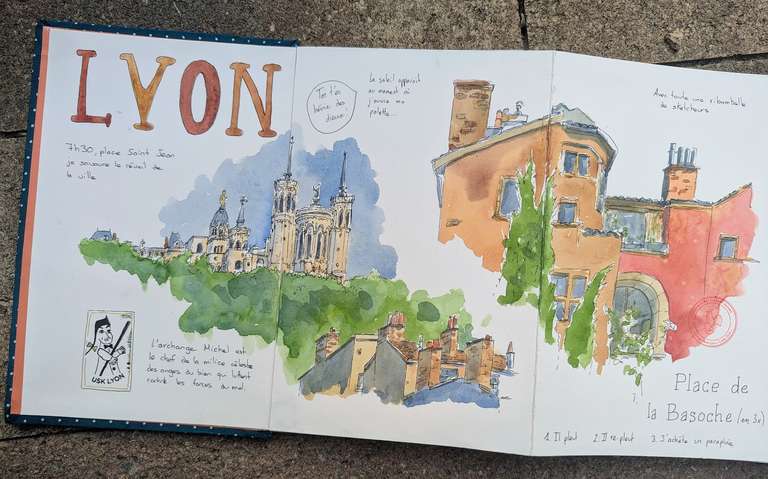 LYON
7h30, place Saint Jean
je savoure le réveil de
la ville
T'es
bénie des
dieux
Le soleil apparaît
au moment où
j'ouvre ma
palette...
Avec toute une ribambelle
de sketcheurs
USK LYON
L'archange Michel est
le chef de la milice céleste
des anges du bien qui luttent
contre les forces du mal.
Place de
la Basoche (en 3x)
1. Il pleut 2. Il re-pleut 3. J'achète un parapluie